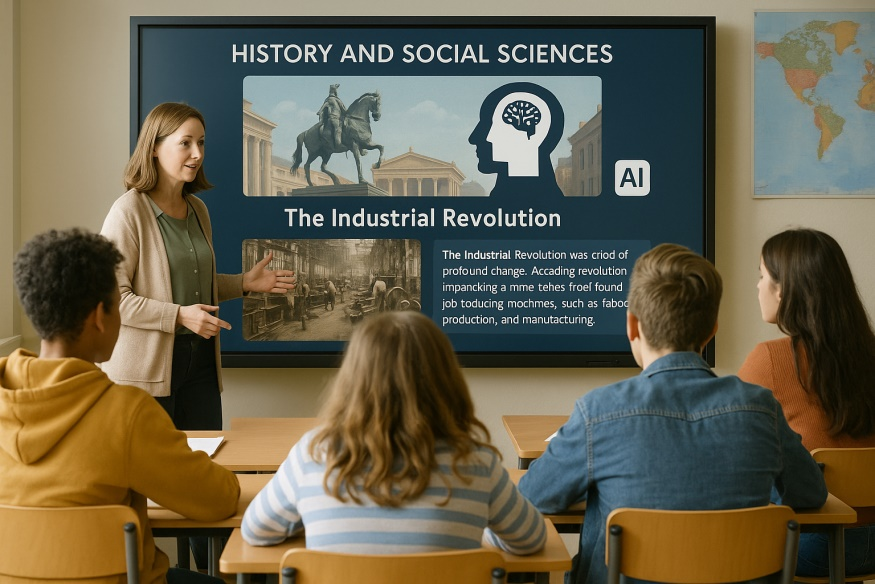 HISTORY AND SOCIAL SCIENCES
AI
The Industrial Revolution
The Industrial Revolution was criod of
profound change. Accading revolution
impancking a mme tehes froef found
job toducing mochmes, such as faboc
production, and manutacturing.